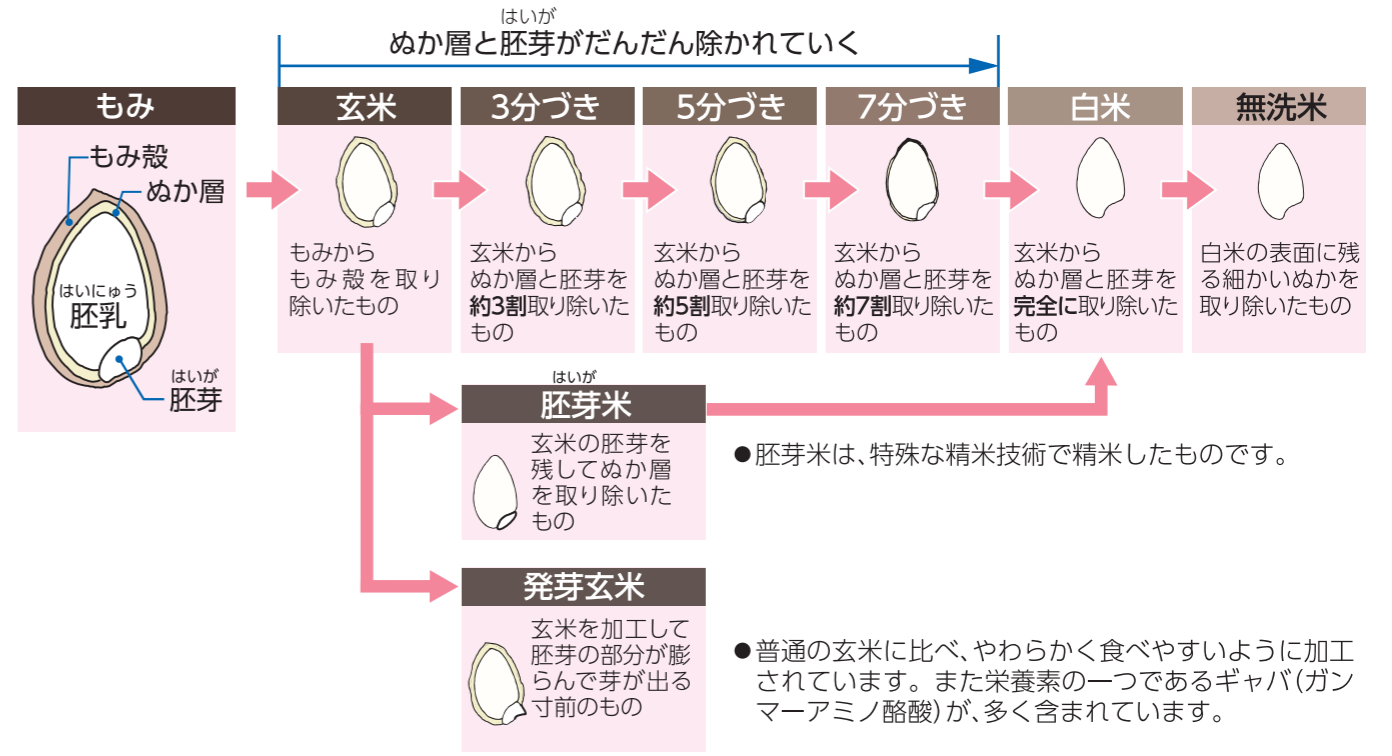 はいが
ぬか層と胚芽がだんだん除かれていく
もみ
もみ殻
ぬか層
はいにゅう
胚乳
はいが
胚芽
玄米
もみから
もみ殻を取り
除いたもの
3分づき
玄米から
ぬか層と胚芽を
約3割取り除いた
もの
5分づき
玄米から
ぬか層と胚芽を
約5割取り除いた
もの
7分づき
玄米から
ぬか層と胚芽を
約7割取り除いた
もの
白米
玄米から
ぬか層と胚芽を
完全に取り除いた
もの
無洗米
白米の表面に残
る細かいぬかを
取り除いたもの
はいが
胚芽米
玄米の胚芽を
残してぬか層
を取り除いた
もの
●胚芽米は、特殊な精米技術で精米したものです。
発芽玄米
玄米を加工して
胚芽の部分が膨
らんで芽が出る
寸前のもの
●普通の玄米に比べ、やわらかく食べやすいように加工
されています。また栄養素の一つであるギャバ(ガン
マーアミノ酪酸)が、多く含まれています。